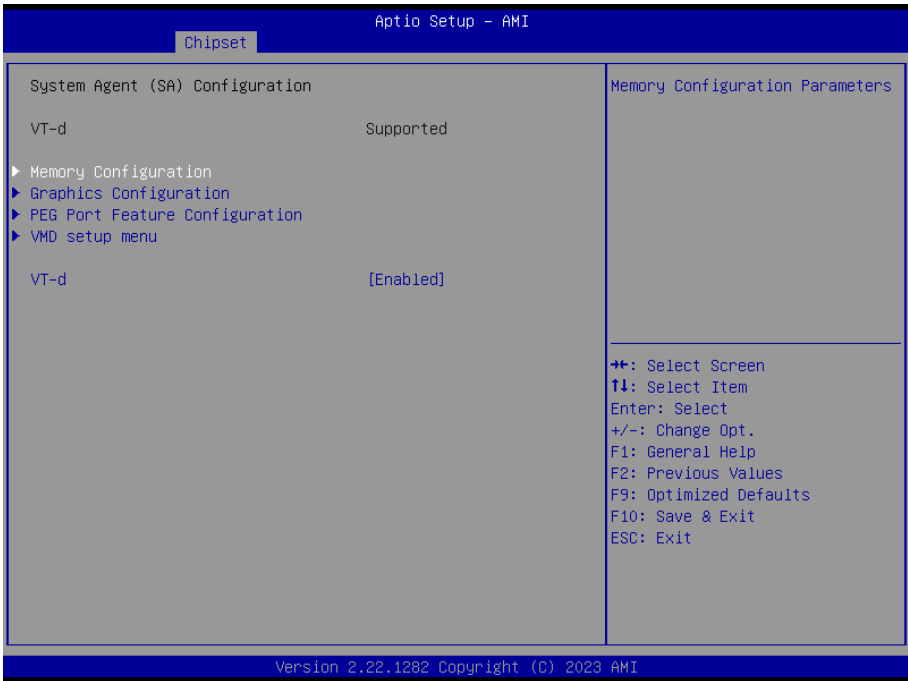 Aptio Setup – AMI
Chipset
System Agent (SA) Configuration
VT-d Supported
Memory Configuration
Graphics Configuration
PEG Port Feature Configuration
VMD setup menu
VT-d [Enabled]
Memory Configuration Parameters
→←: Select Screen
↑↓: Select Item
Enter: Select
+/-: Change Opt.
F1: General Help
F2: Previous Values
F9: Optimized Defaults
F10: Save & Exit
ESC: Exit
Version 2.22.1282 Copyright (C) 2023 AMI